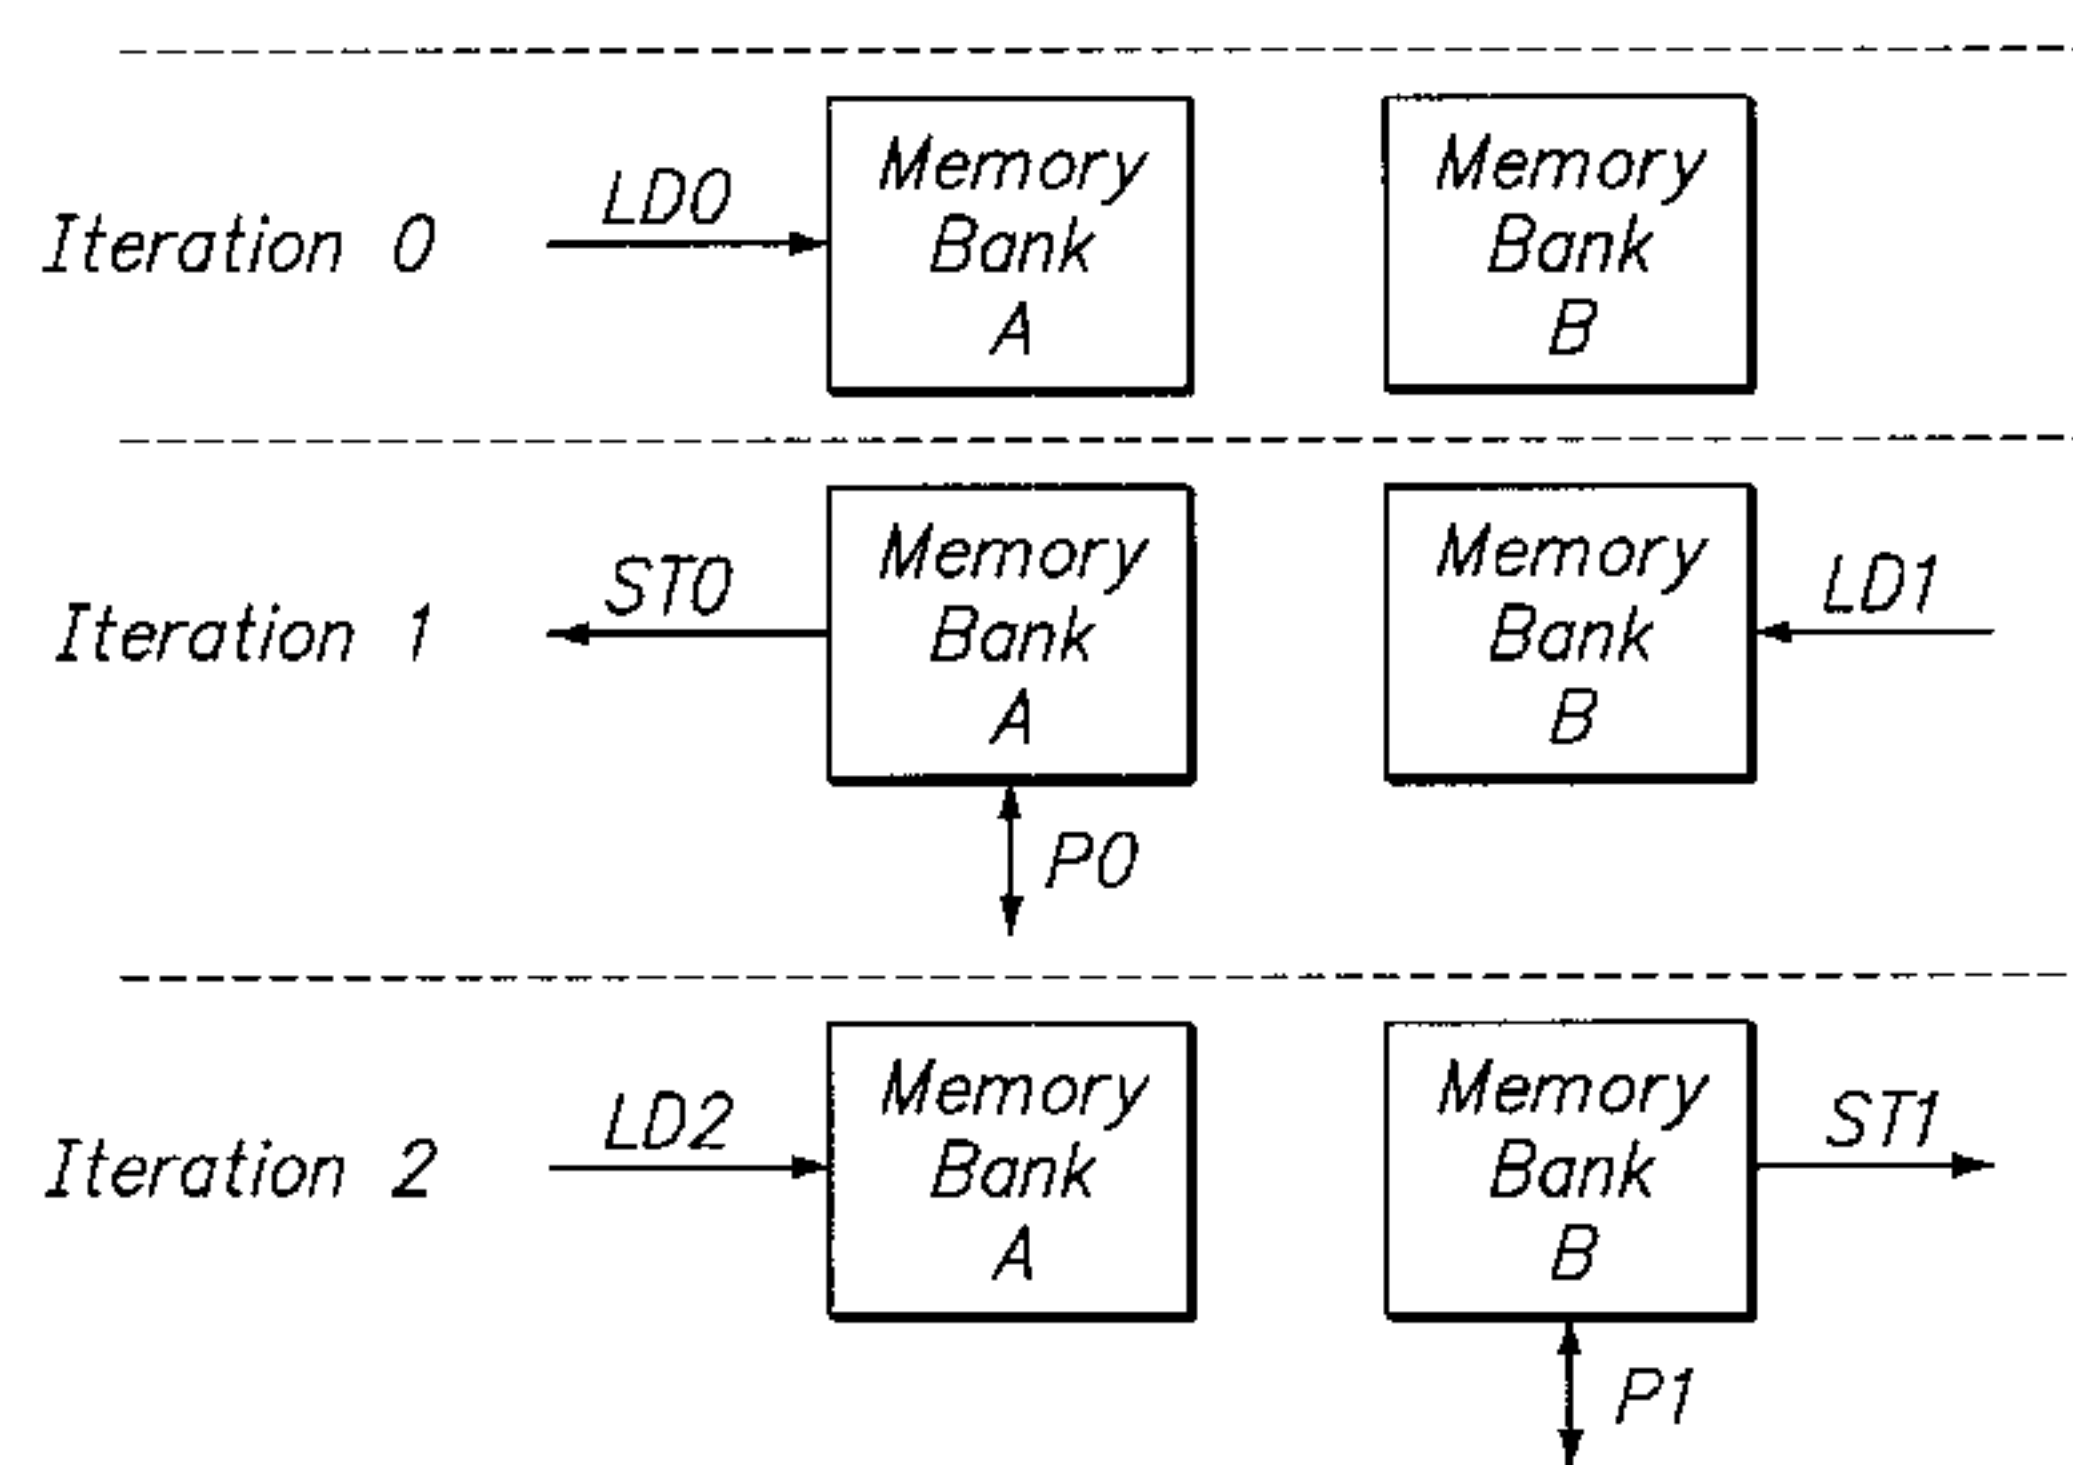 Iteration 0
LD0
Memory
Bank
A
Memory
Bank
B
Iteration 1
ST0
Memory
Bank
A
P0
Memory
Bank
B
LD1
Iteration 2
LD2
Memory
Bank
A
Memory
Bank
B
ST1
P1